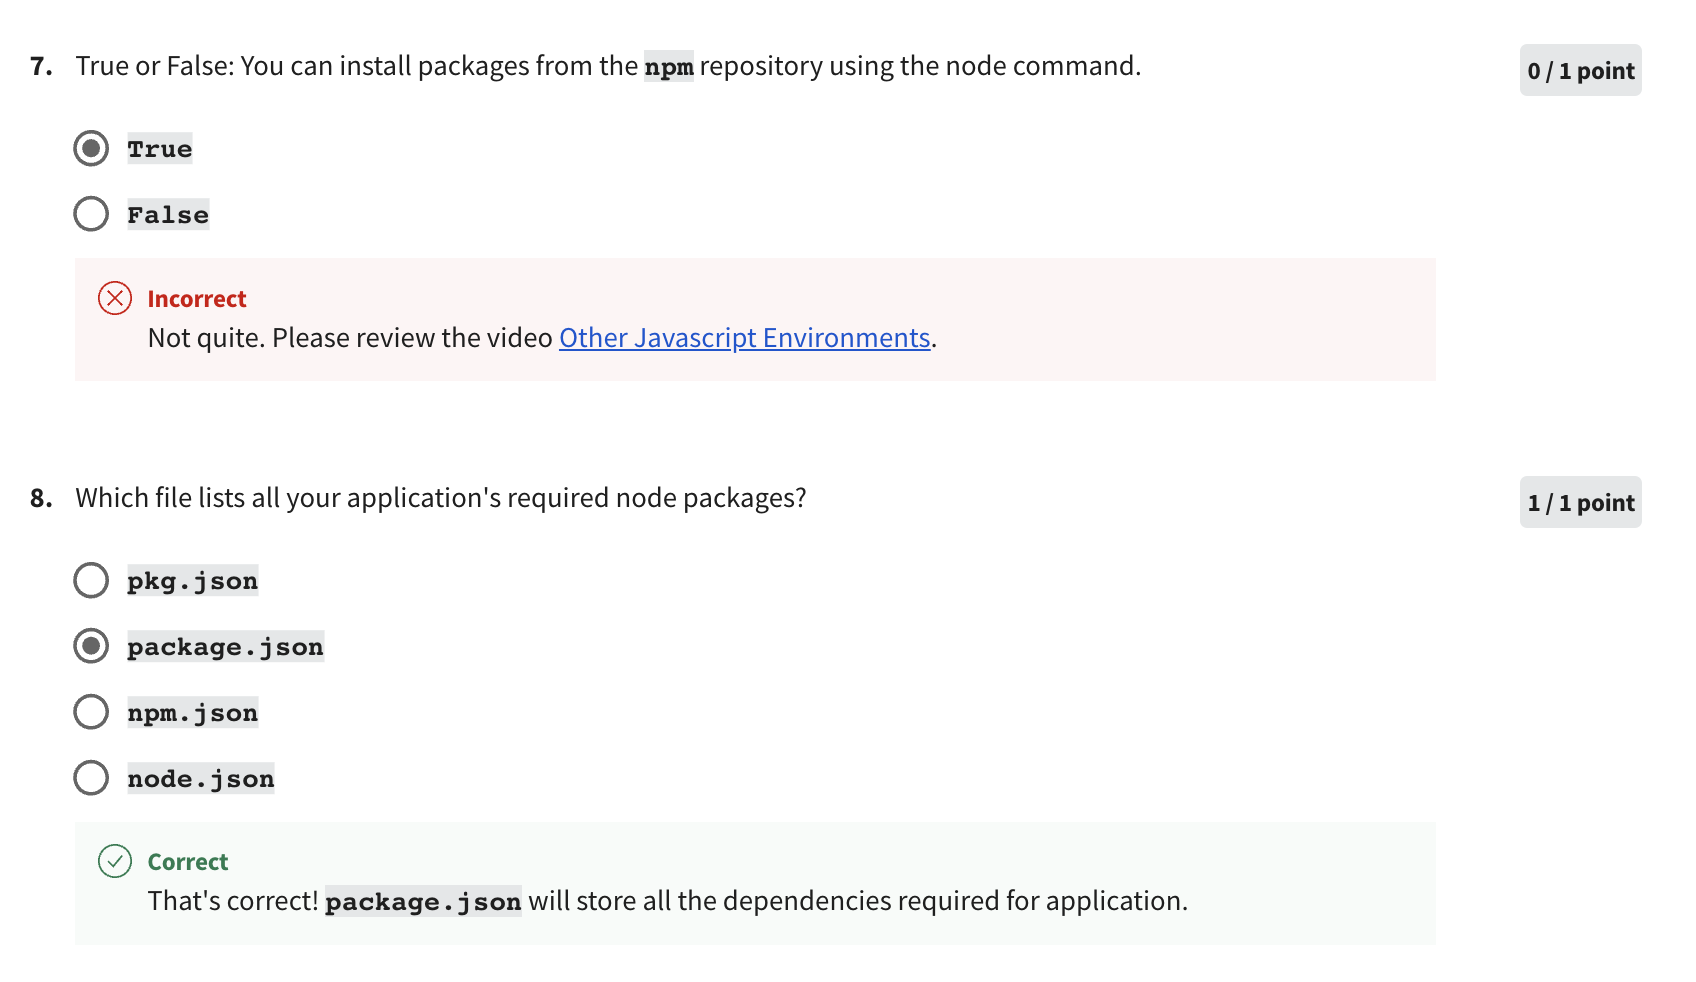 7. True or False: You can install packages from the npm repository using the node command.
0 / 1 point
True
False
Incorrect
Not quite. Please review the video Other Javascript Environments.
8. Which file lists all your application's required node packages?
1 / 1 point
pkg.json
package.json
npm.json
node.json
Correct
That's correct! package.json will store all the dependencies required for application.